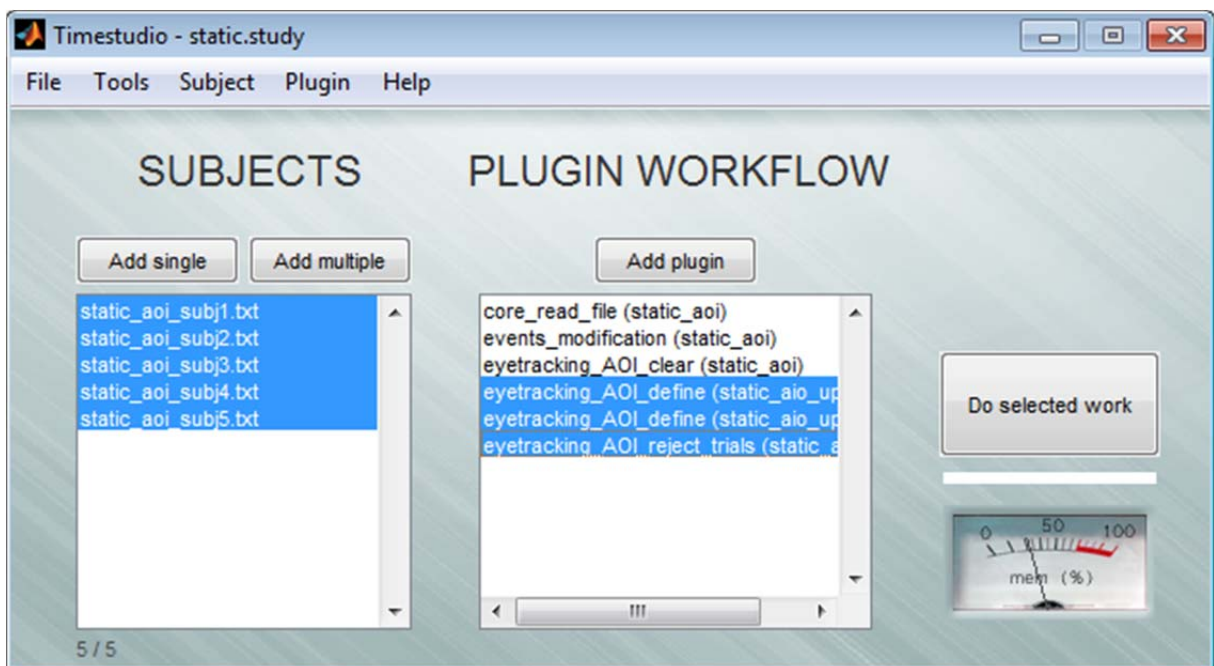 Timestudio - static.study
File Tools Subject Plugin Help
SUBJECTS
PLUGIN WORKFLOW
Add single
Add multiple
Add plugin
static_aoi_subj1.txt
static_aoi_subj2.txt
static_aoi_subj3.txt
static_aoi_subj4.txt
static_aoi_subj5.txt
core_read_file (static_aoi)
events_modification (static_aoi)
eyetracking_AOI_clear (static_aoi)
eyetracking_AOI_define (static_aio_up
eyetracking_AOI_define (static_aio_up
eyetracking_AOI_reject_trials (static_a
Do selected work
0 50 100
mem (%)
5 / 5